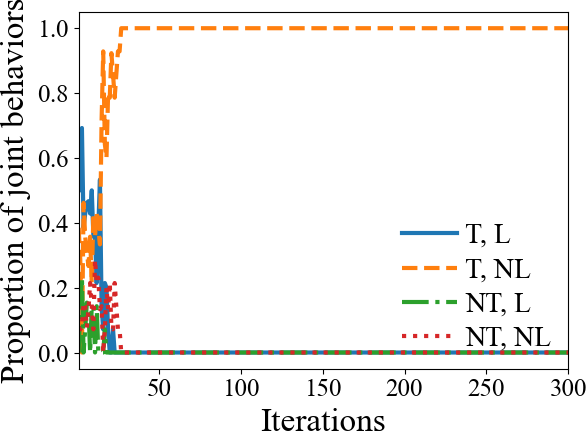 Proportion of joint behaviors
1.0
0.8
0.6
0.4
0.2
0.0
T, L
T, NL
NT, L
NT, NL
50 100 150 200 250 300
Iterations